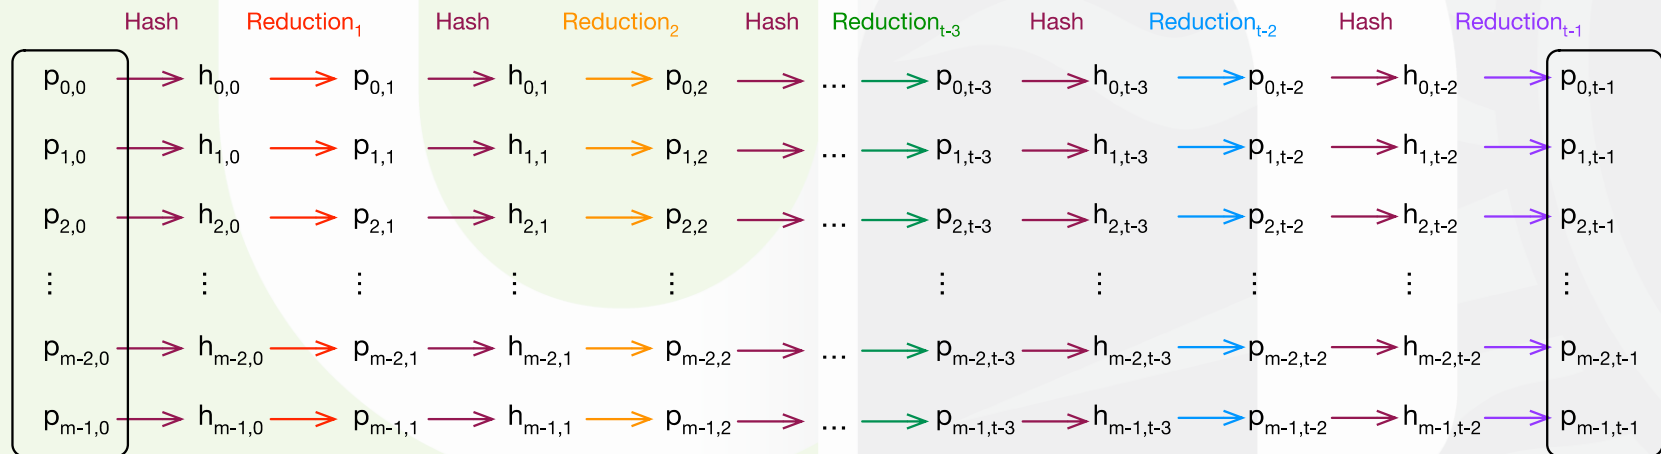 Hash Reduction₁ Hash Reduction₂ Hash Reductionₜ₋₃ Hash Reductionₜ₋₂ Hash Reductionₜ₋₁
p0,0 h0,0 p0,1 h0,1 p0,2 ... p0,t-3 h0,t-3 p0,t-2 h0,t-2 p0,t-1
p1,0 h1,0 p1,1 h1,1 p1,2 ... p1,t-3 h1,t-3 p1,t-2 h1,t-2 p1,t-1
p2,0 h2,0 p2,1 h2,1 p2,2 ... p2,t-3 h2,t-3 p2,t-2 h2,t-2 p2,t-1
⋮ ⋮ ⋮ ⋮ ⋮ ⋮ ⋮ ⋮ ⋮ ⋮
pm-2,0 hm-2,0 pm-2,1 hm-2,1 pm-2,2 ... pm-2,t-3 hm-2,t-3 pm-2,t-2 hm-2,t-2 pm-2,t-1
pm-1,0 hm-1,0 pm-1,1 hm-1,1 pm-1,2 ... pm-1,t-3 hm-1,t-3 pm-1,t-2 hm-1,t-2 pm-1,t-1